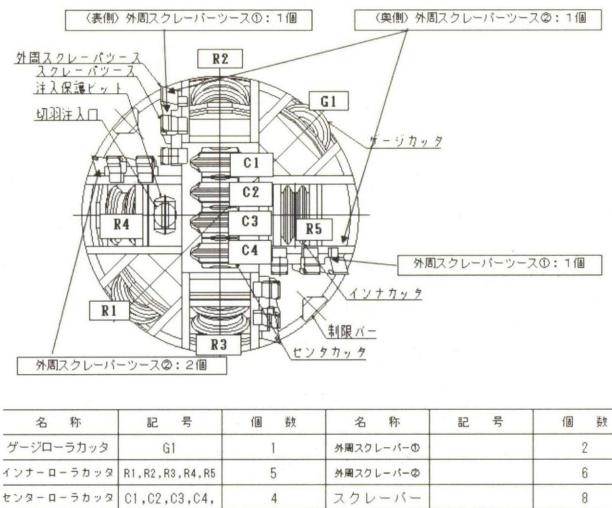 〈表側〉外周スクレーパーツース①:1個
〈奥側〉外周スクレーパーツース②:1個
外周スクレーパツース
スクレーパツース
注入保護ビット
切羽注入口
R2
G1
ゲージカッタ
C1
C2
C3
C4
R4
R5
外周スクレーパーツース①:1個
インナカッタ
R1
制限バー
R3
センタカッタ
外周スクレーパーツース②:2個
名 称 記 号 個 数 名 称 記 号 個 数
ゲージローラカッタ G1 1 外周スクレーパー① 2
インナーローラカッタ R1,R2,R3,R4,R5 5 外周スクレーパー② 6
センターローラカッタ C1,C2,C3,C4, 4 スクレーパー 8